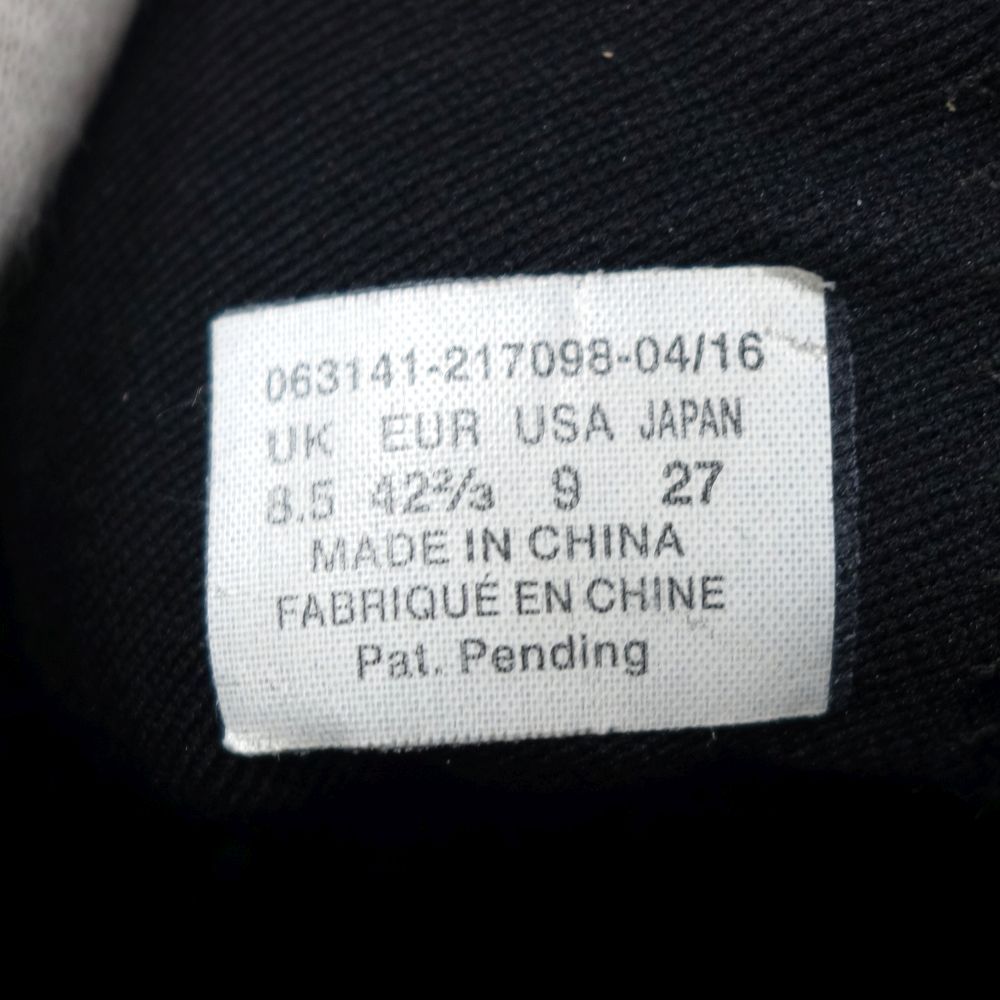 063141-217098-04/16
UK EUR USA JAPAN
8.5 42⅔ 9 27
MADE IN CHINA
FABRIQUÉ EN CHINE
Pat. Pending